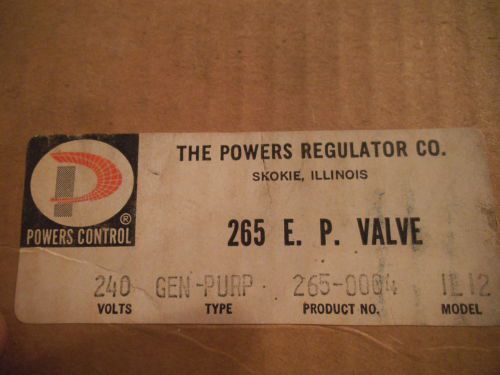 THE POWERS REGULATOR CO.
SKOKIE, ILLINOIS
®
POWERS CONTROL
265 E. P. VALVE
240 GEN-PURP 265-0004 1E12
VOLTS TYPE PRODUCT NO. MODEL